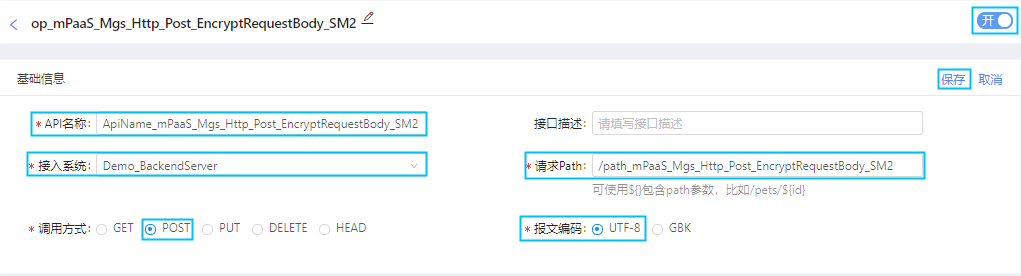 op_mPaaS_Mgs_Http_Post_EncryptRequestBody_SM2 开
基础信息 保存 取消
* API名称: ApiName_mPaaS_Mgs_Http_Post_EncryptRequestBody_SM2 接口描述: 请填写接口描述
* 接入系统: Demo_BackendServer * 请求Path: /path_mPaaS_Mgs_Http_Post_EncryptRequestBody_SM2
可使用${}包含path参数，比如/pets/${id}
* 调用方式: GET POST PUT DELETE HEAD * 报文编码: UTF-8 GBK